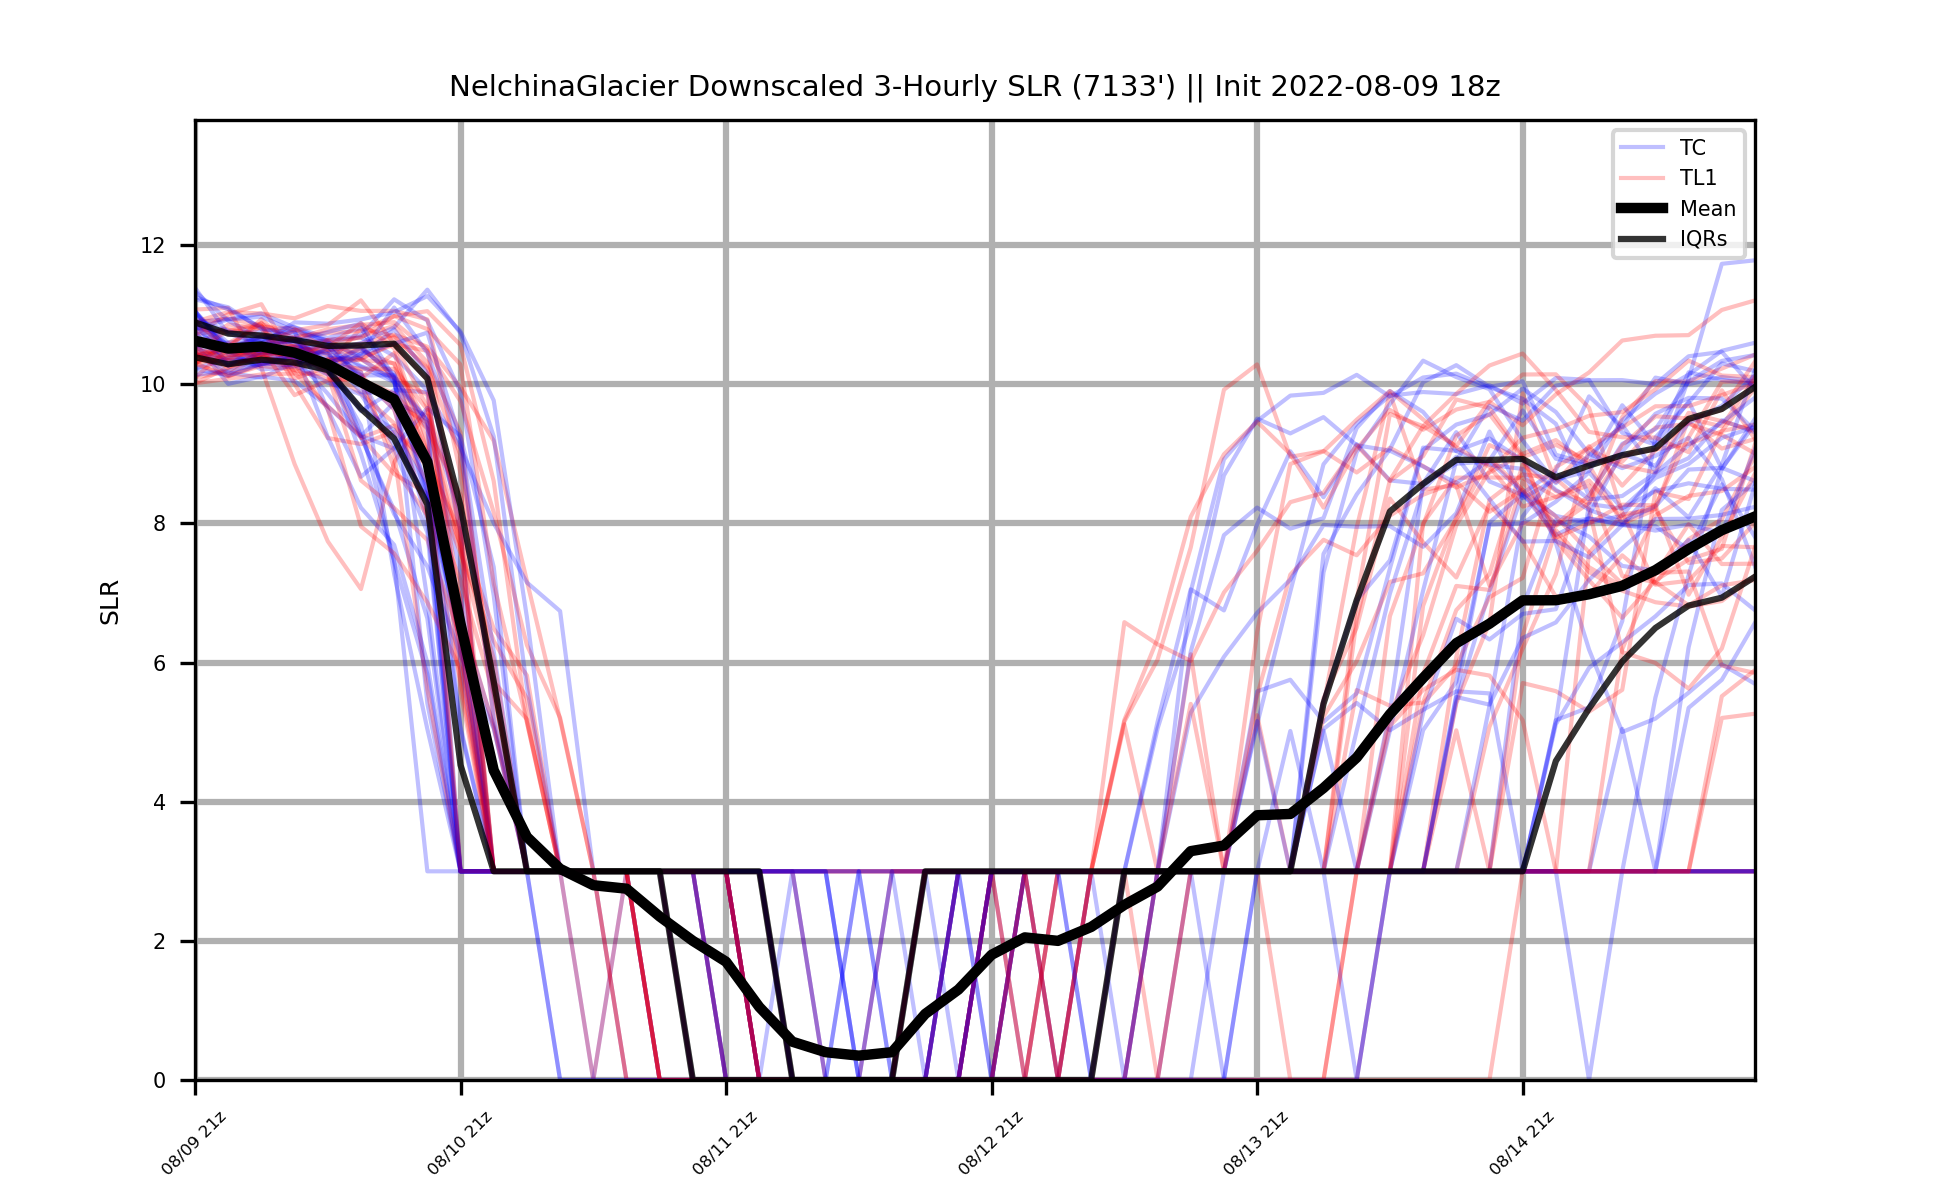 NelchinaGlacier Downscaled 3-Hourly SLR (7133') || Init 2022-08-09 18z
TC
TL1
Mean
IQRs
12
10
8
6
4
2
0
SLR
08/09 21z
08/10 21z
08/11 21z
08/12 21z
08/13 21z
08/14 21z